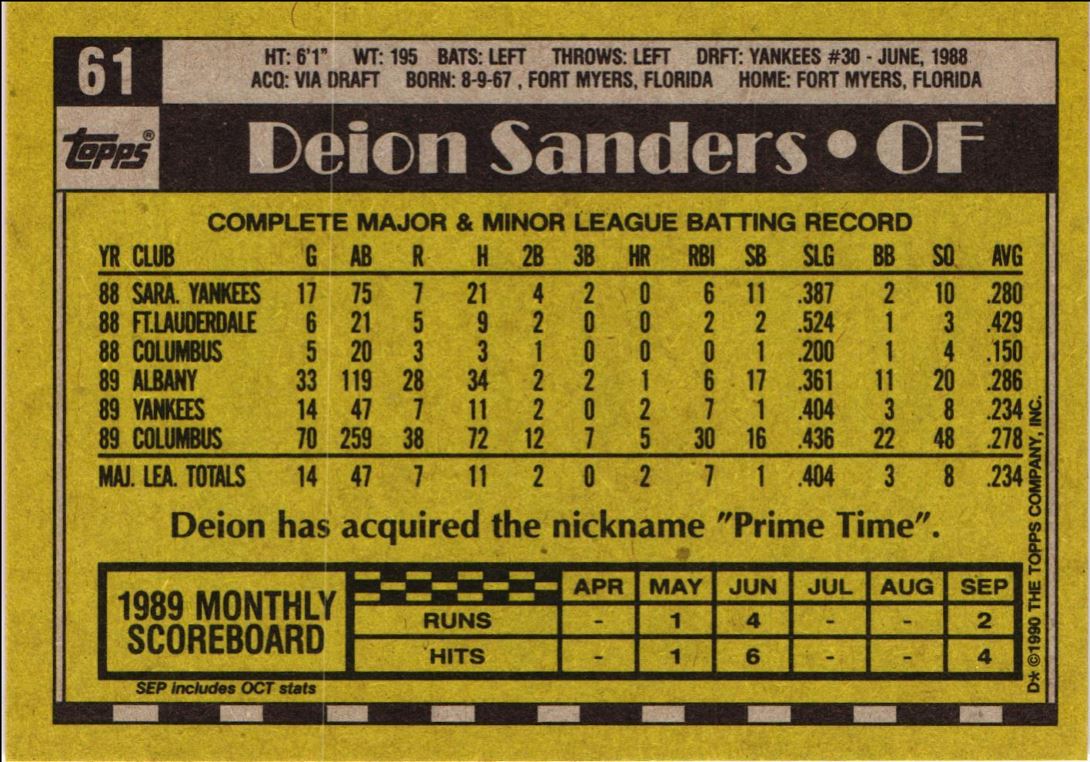 61
HT: 6'1" WT: 195 BATS: LEFT THROWS: LEFT DRFT: YANKEES #30 - JUNE, 1988
ACQ: VIA DRAFT BORN: 8-9-67 , FORT MYERS, FLORIDA HOME: FORT MYERS, FLORIDA
topps®
Deion Sanders • OF
COMPLETE MAJOR & MINOR LEAGUE BATTING RECORD
YR CLUB G AB R H 2B 3B HR RBI SB SLG BB SO AVG
88 SARA. YANKEES 17 75 7 21 4 2 0 6 11 .387 2 10 .280
88 FT.LAUDERDALE 6 21 5 9 2 0 0 2 2 .524 1 3 .429
88 COLUMBUS 5 20 3 3 1 0 0 0 1 .200 1 4 .150
89 ALBANY 33 119 28 34 2 2 1 6 17 .361 11 20 .286
89 YANKEES 14 47 7 11 2 0 2 7 1 .404 3 8 .234
89 COLUMBUS 70 259 38 72 12 7 5 30 16 .436 22 48 .278
MAJ. LEA. TOTALS 14 47 7 11 2 0 2 7 1 .404 3 8 .234
Deion has acquired the nickname "Prime Time".
1989 MONTHLY
SCOREBOARD
APR MAY JUN JUL AUG SEP
RUNS - 1 4 - - 2
HITS - 1 6 - - 4
SEP includes OCT stats
D* ©1990 THE TOPPS COMPANY, INC.